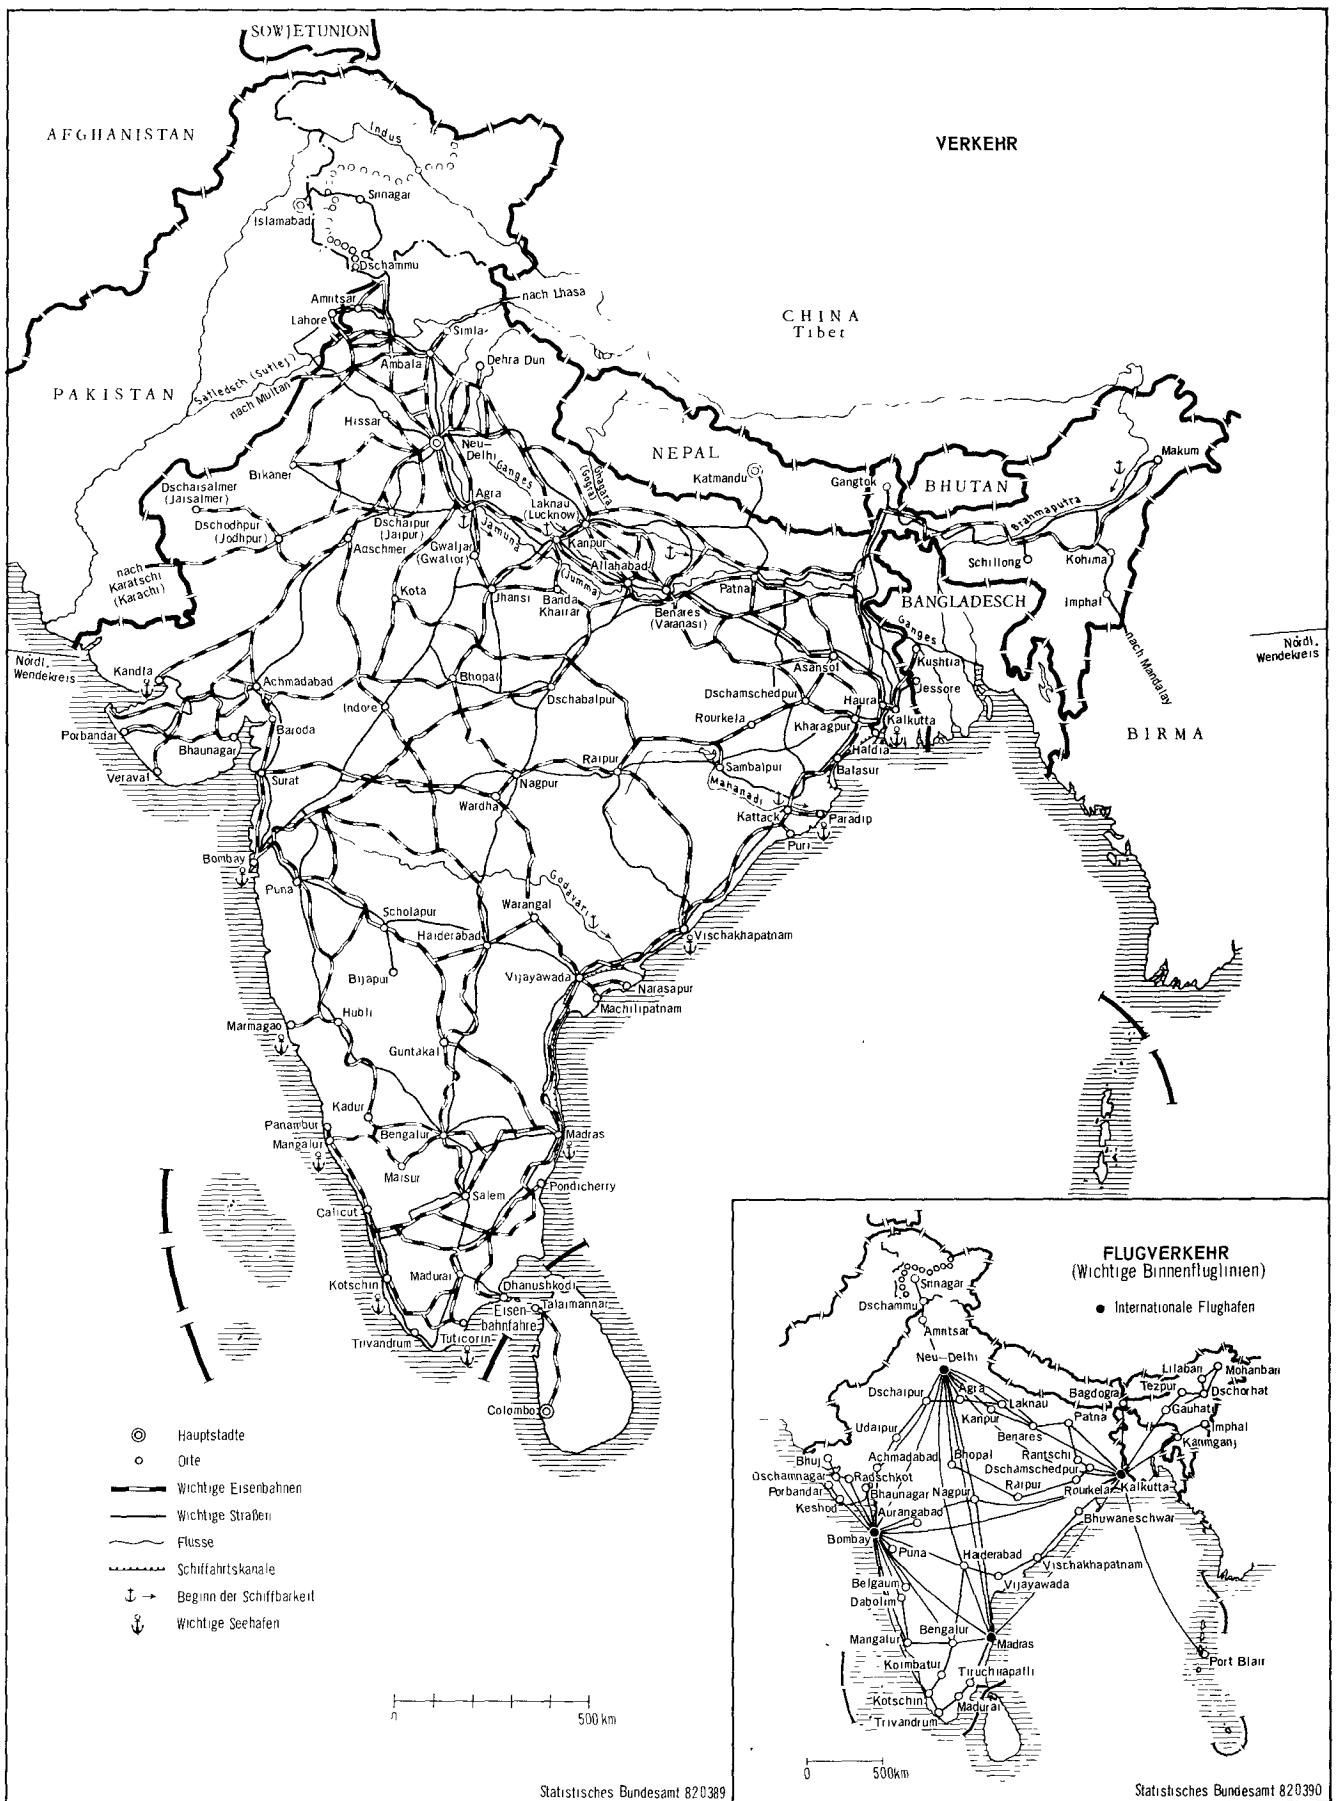 SOWJETUNION
AFGHANISTAN
VERKEHR
Indus
Srinagar
Islamabad
Dschammu
nach Lhasa
Amritsar
Lahore
CHINA
Tibet
Simla
Ambala
Dehra Dun
Satledsch (Sutlej)
PAKISTAN
nach Multan
Hissar
Neu-
Delhi
NEPAL
Makum
Bikaner
Ganges
Ghagara
(Gogra)
Katmandu
Gangtok
BHUTAN
Dschaisalmer
(Jaisalmer)
Agra
Laknau
(Lucknow)
Brahmaputra
Dschodhpur
(Jodhpur)
Dschaipur
(Jaipur)
Jamuna
Kanpur
Adschmer
Gwaljar
(Gwalior)
Allahabad
Schillong
Kohima
nach
Karatschi
(Karachi)
(Jumma)
Kota
Jhansi
Banda
Khairar
Patna
BANGLADESCH
Imphal
Benares
(Varanasi)
Ganges
nach Mandalay
Nördl.
Wendekreis
Nördl.
Wendekreis
Kandla
Asansol
Kushtia
Achmadabad
Bhopal
Jessore
Indore
Dschabalpur
Dschamschedpur
Haura
Porbandar
Baroda
Rourkela
Kharagpur
Kalkutta
BIRMA
Bhaunagar
Haldia
Veraval
Surat
Nagpur
Raipur
Sambalpur
Balasur
Wardha
Mahanadi
Kattack
Paradip
Puri
Bombay
Puna
Godavari
Scholapur
Warangal
Haiderabad
Vischakhapatnam
Bijapur
Vijayawada
Narasapur
Machilipatnam
Marmagao
Hubli
Guntakal
Kadur
Panambur
Mangalur
Bengalur
Madras
Maisur
Salem
Pondicherry
Calicut
Kotschin
Madurai
Dhanushkodi
Eisen-
bahnfähre
Talaimannar
Trivandrum
Tuticorin
Colombo
Hauptstädte
Orte
Wichtige Eisenbahnen
Wichtige Straßen
Flüsse
Schiffahrtskanäle
Beginn der Schiffbarkeit
Wichtige Seehäfen
0
500 km
Statistisches Bundesamt 820389
FLUGVERKEHR
(Wichtige Binnenfluglinien)
Internationale Flughäfen
Srinagar
Dschammu
Amritsar
Neu-Delhi
Lilabari
Mohanbari
Tezpur
Dschaipur
Agra
Bagdogra
Dschorhat
Laknau
Kanpur
Patna
Gauhati
Udaipur
Benares
Imphal
Karimganj
Bhuj
Achmadabad
Bhopal
Rantschi
Dschamschedpur
Dschamnagar
Radschkot
Raipur
Rourkela
Kalkutta
Porbandar
Bhaunagar
Nagpur
Keshod
Aurangabad
Bhuwaneschwar
Bombay
Puna
Haiderabad
Vischakhapatnam
Vijayawada
Belgaum
Dabolim
Bengalur
Mangalur
Madras
Koimbatur
Tiruchirapalli
Port Blair
Kotschin
Madurai
Trivandrum
0
500km
Statistisches Bundesamt 820390